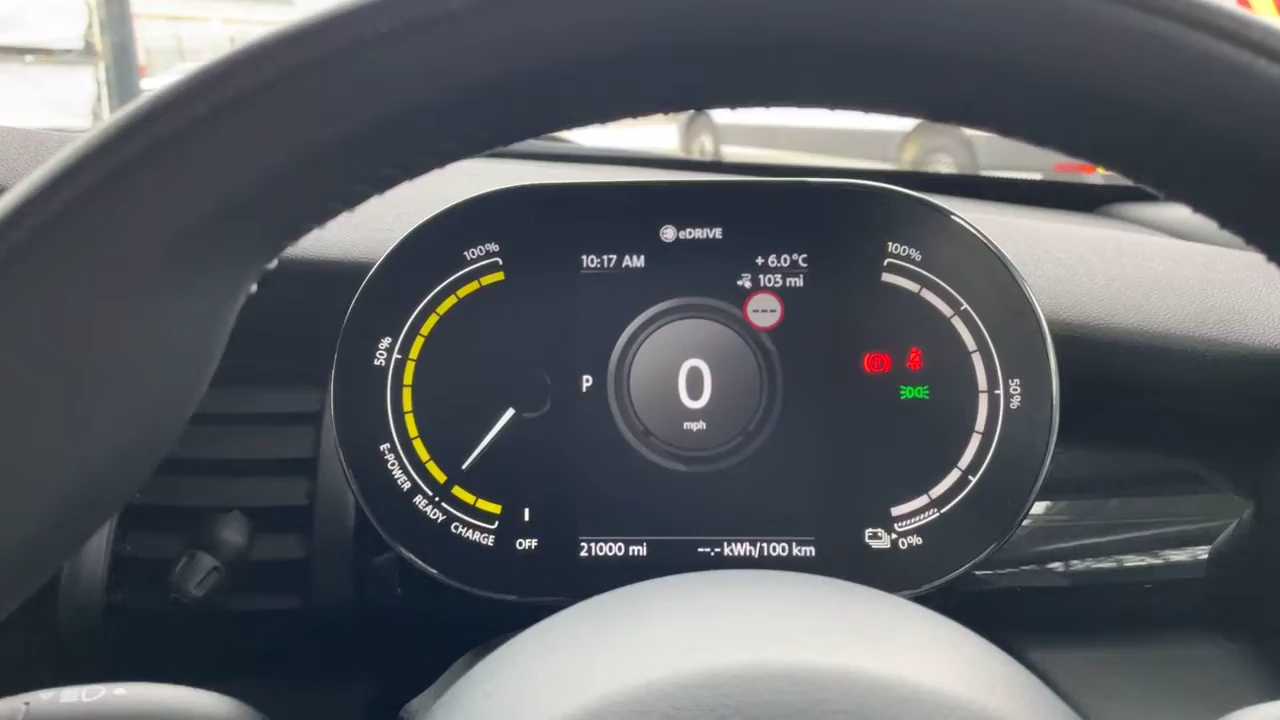 eDRIVE
10:17 AM
+ 6.0°C
103 mi
---
100%
50%
E-POWER
READY
CHARGE
OFF
P
0
mph
100%
50%
0%
21000 mi
--.- kWh/100 km